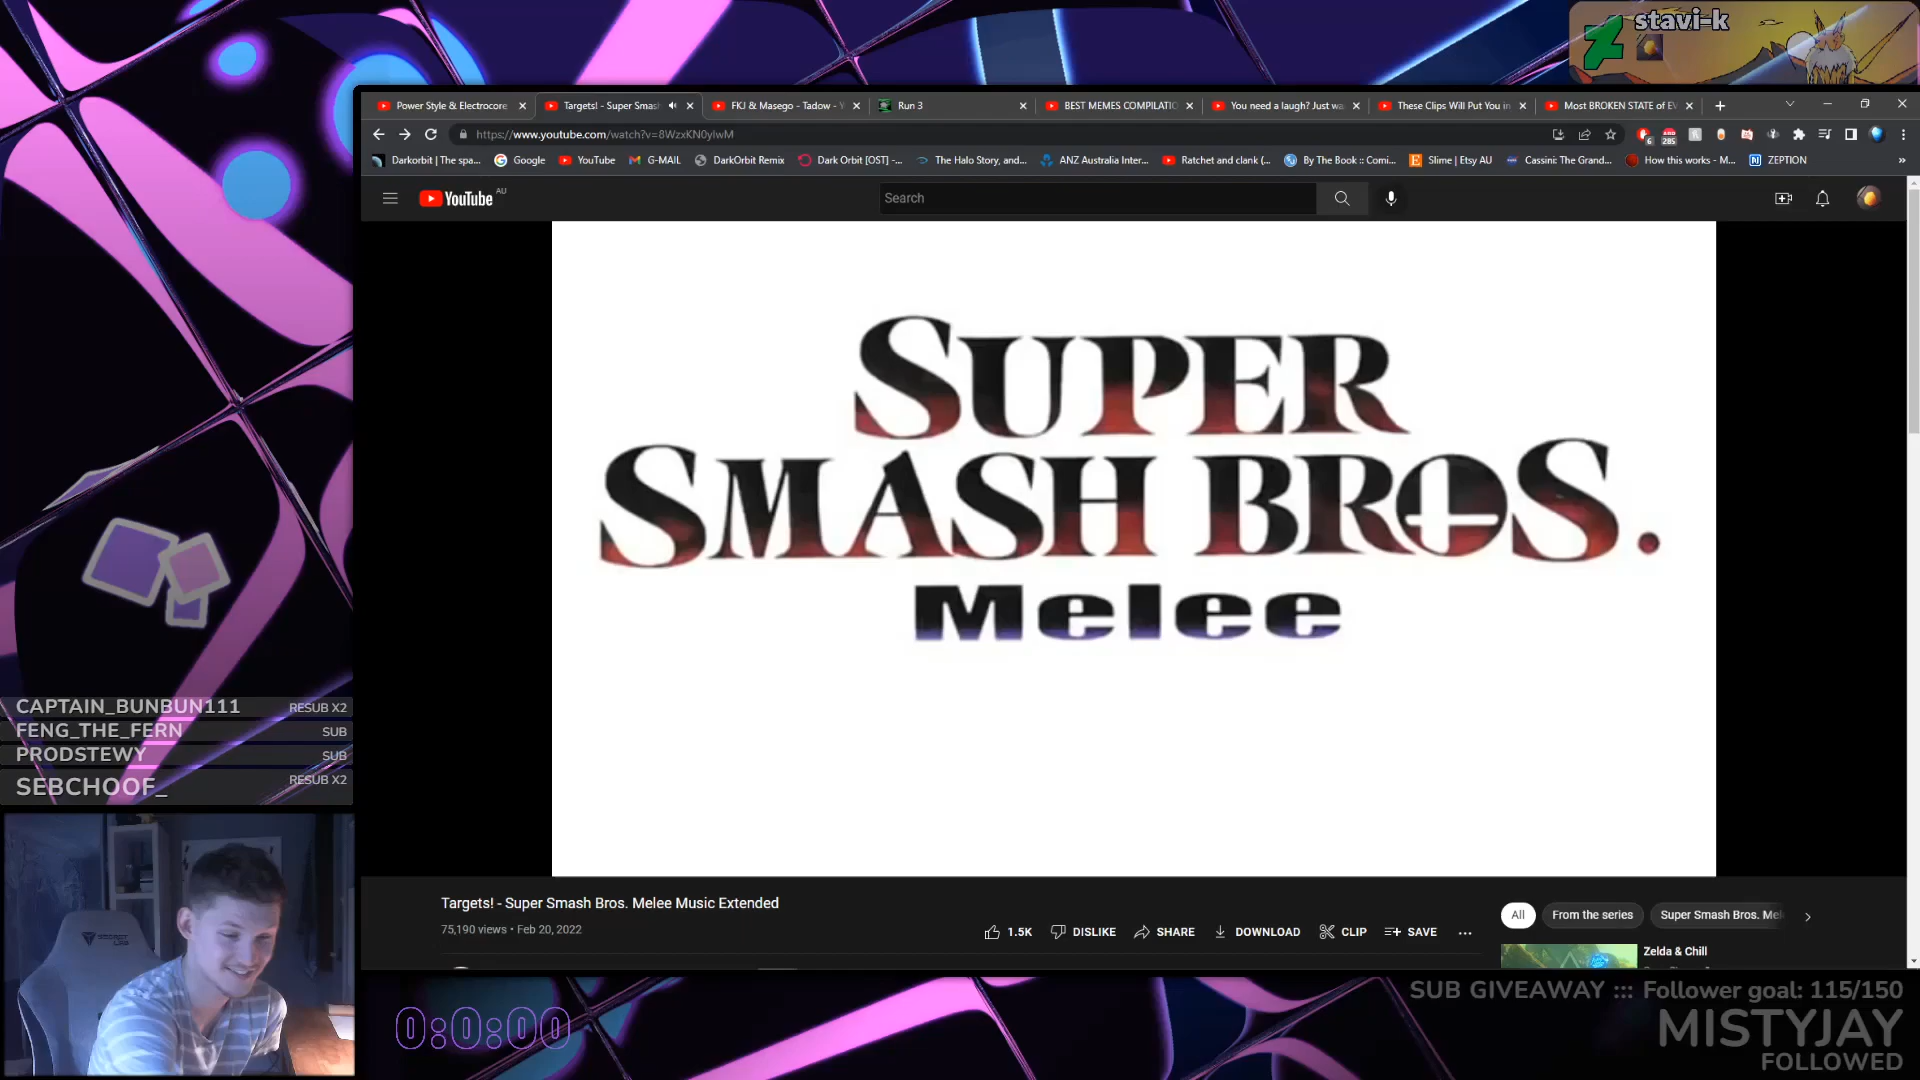 stavi-k
Power Style & Electrocore
Targets! - Super Smas
FKJ & Masego - Tadow - Y
Run 3
BEST MEMES COMPILATIO
You need a laugh? Just wa
These Clips Will Put You in
Most BROKEN STATE of EV
https://www.youtube.com/watch?v=8WzxKN0ylwM
6
285
Darkorbit | The spa...
Google
YouTube
G-MAIL
DarkOrbit Remix
Dark Orbit [OST] -...
The Halo Story, and...
ANZ Australia Inter...
Ratchet and clank (...
By The Book :: Comi...
Slime | Etsy AU
Cassini: The Grand...
How this works - M...
ZEPTION
YouTube AU
Search
SUPER
SMASH BROS.
Melee
CAPTAIN_BUNBUN111 RESUB X2
FENG_THE_FERN SUB
PRODSTEWY SUB
SEBCHOOF_ RESUB X2
Targets! - Super Smash Bros. Melee Music Extended
75,190 views • Feb 20, 2022
1.5K
DISLIKE
SHARE
DOWNLOAD
CLIP
SAVE
All
From the series
Super Smash Bros. Mel
Zelda & Chill
0:0:00
SUB GIVEAWAY ::: Follower goal: 115/150
MISTYJAY
FOLLOWED